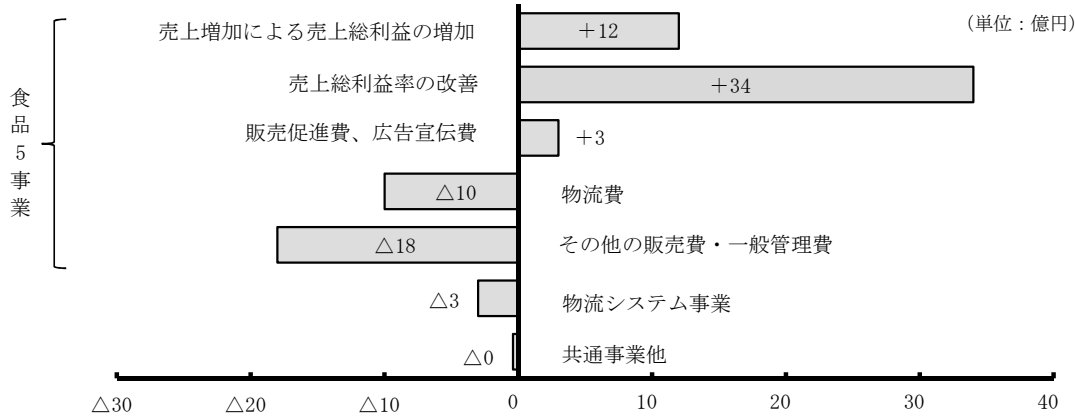 (単位:億円)
売上増加による売上総利益の増加
+12
売上総利益率の改善
+34
食品5事業
販売促進費、広告宣伝費
+3
△10
物流費
△18
その他の販売費・一般管理費
△3
物流システム事業
△0
共通事業他
△30
△20
△10
0
10
20
30
40